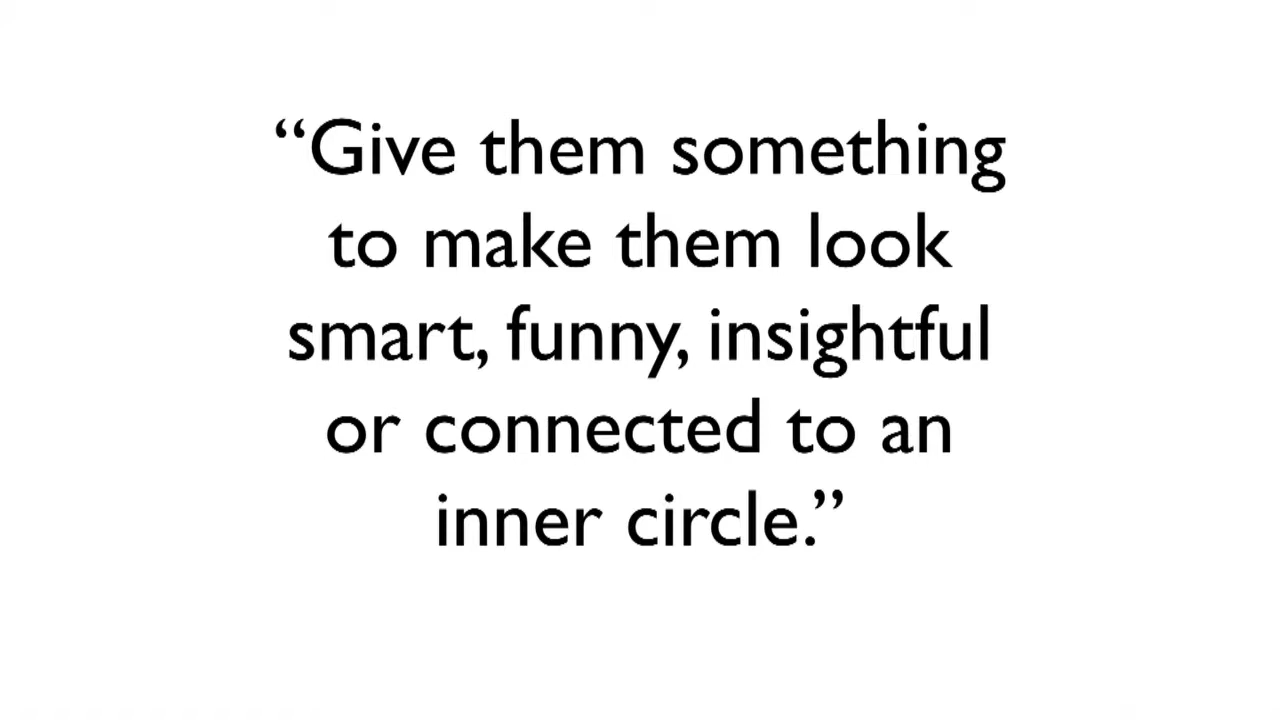 “Give them something
to make them look
smart, funny, insightful
or connected to an
inner circle.”